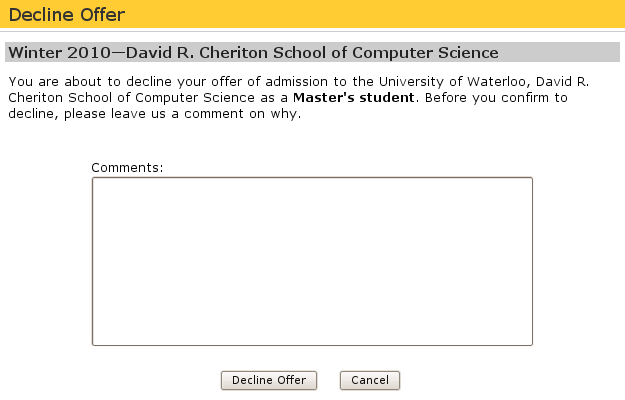 Decline Offer
Winter 2010—David R. Cheriton School of Computer Science
You are about to decline your offer of admission to the University of Waterloo, David R.
Cheriton School of Computer Science as a Master's student. Before you confirm to
decline, please leave us a comment on why.
Comments:
Decline Offer Cancel